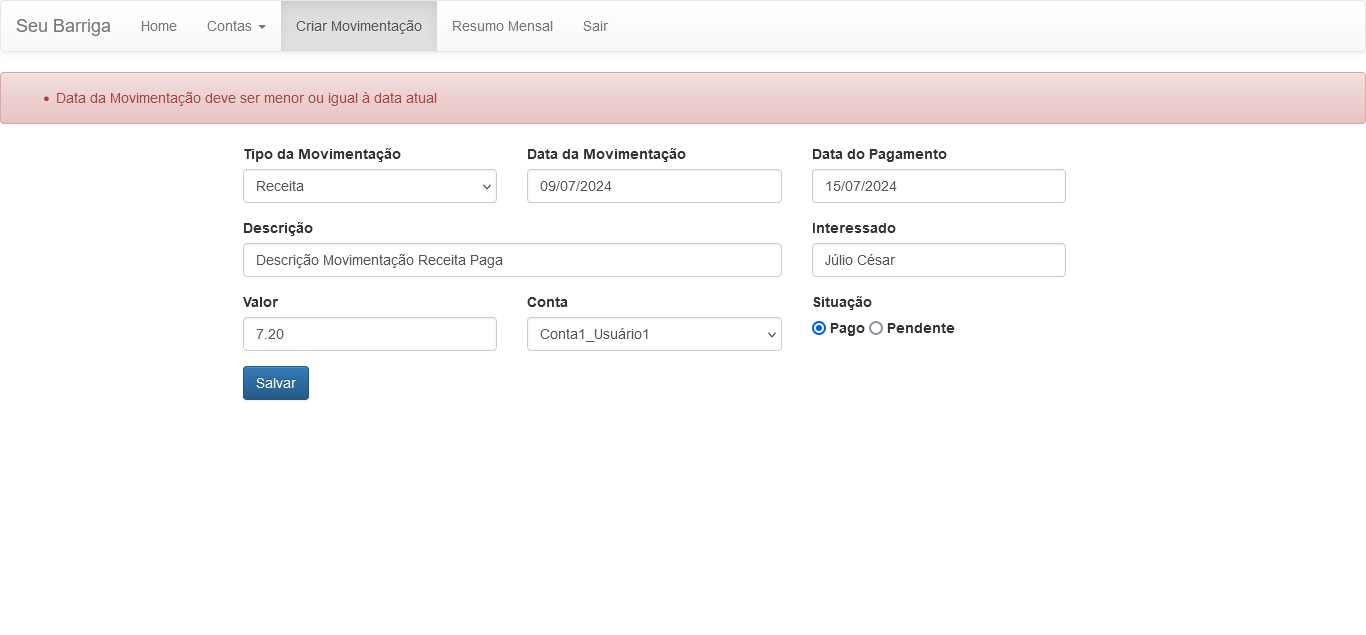 Seu Barriga Home Contas Criar Movimentação Resumo Mensal Sair
Data da Movimentação deve ser menor ou igual à data atual
Tipo da Movimentação Data da Movimentação Data do Pagamento
Receita 09/07/2024 15/07/2024
Descrição Interessado
Descrição Movimentação Receita Paga Júlio César
Valor Conta Situação
7.20 Conta1_Usuário1 Pago Pendente
Salvar